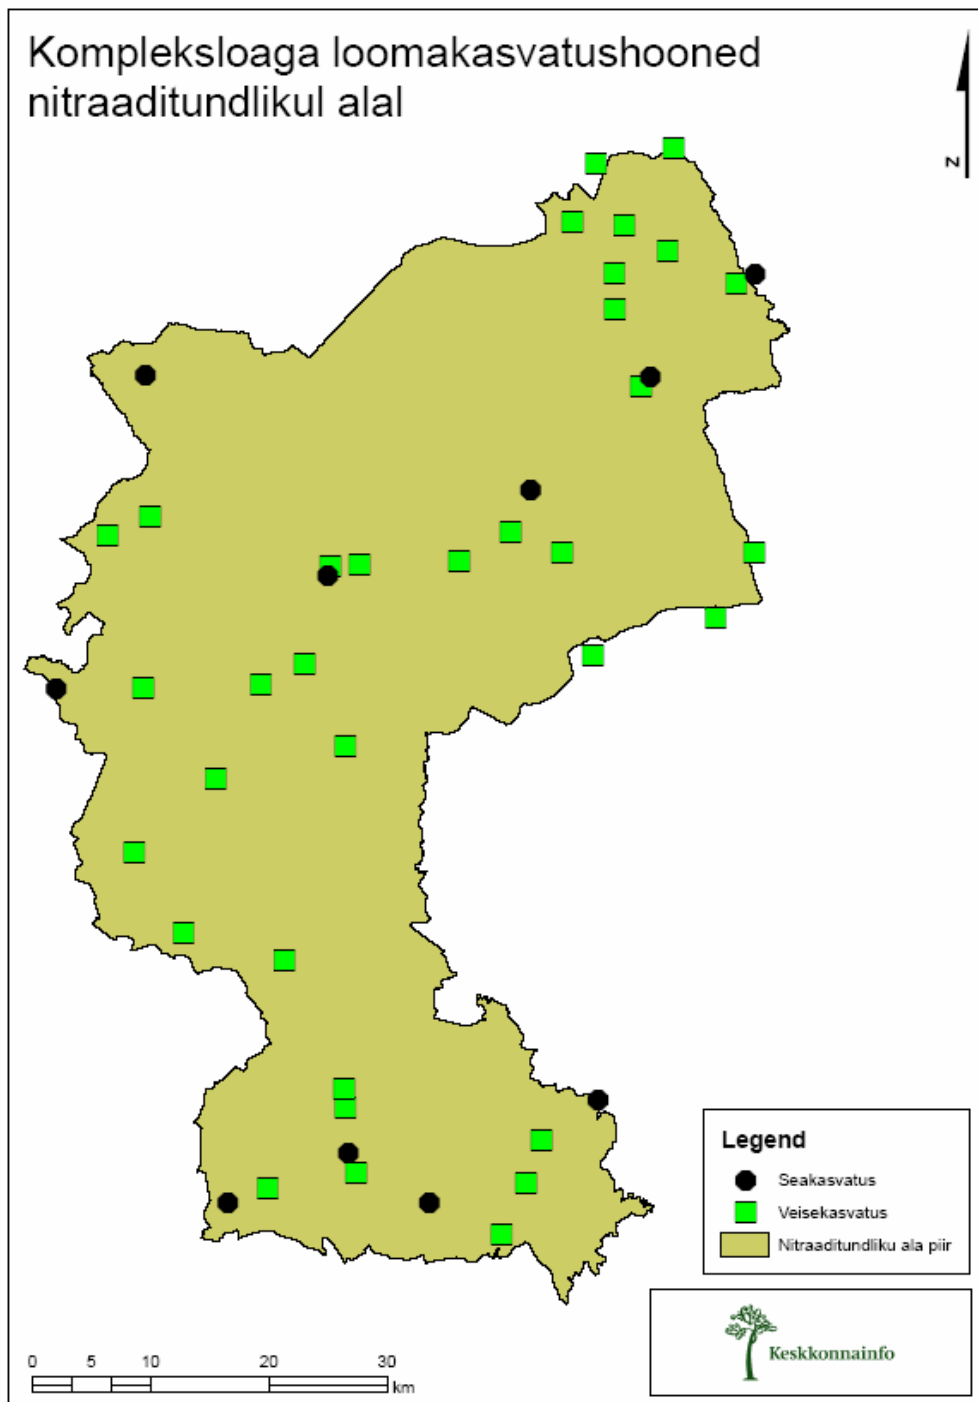 Kompleksloaga loomakasvatushooned
nitraaditundlikul alal
N
Legend
Seakasvatus
Veisekasvatus
Nitraaditundliku ala piir
Keskkonnainfo
0 5 10 20 30
km